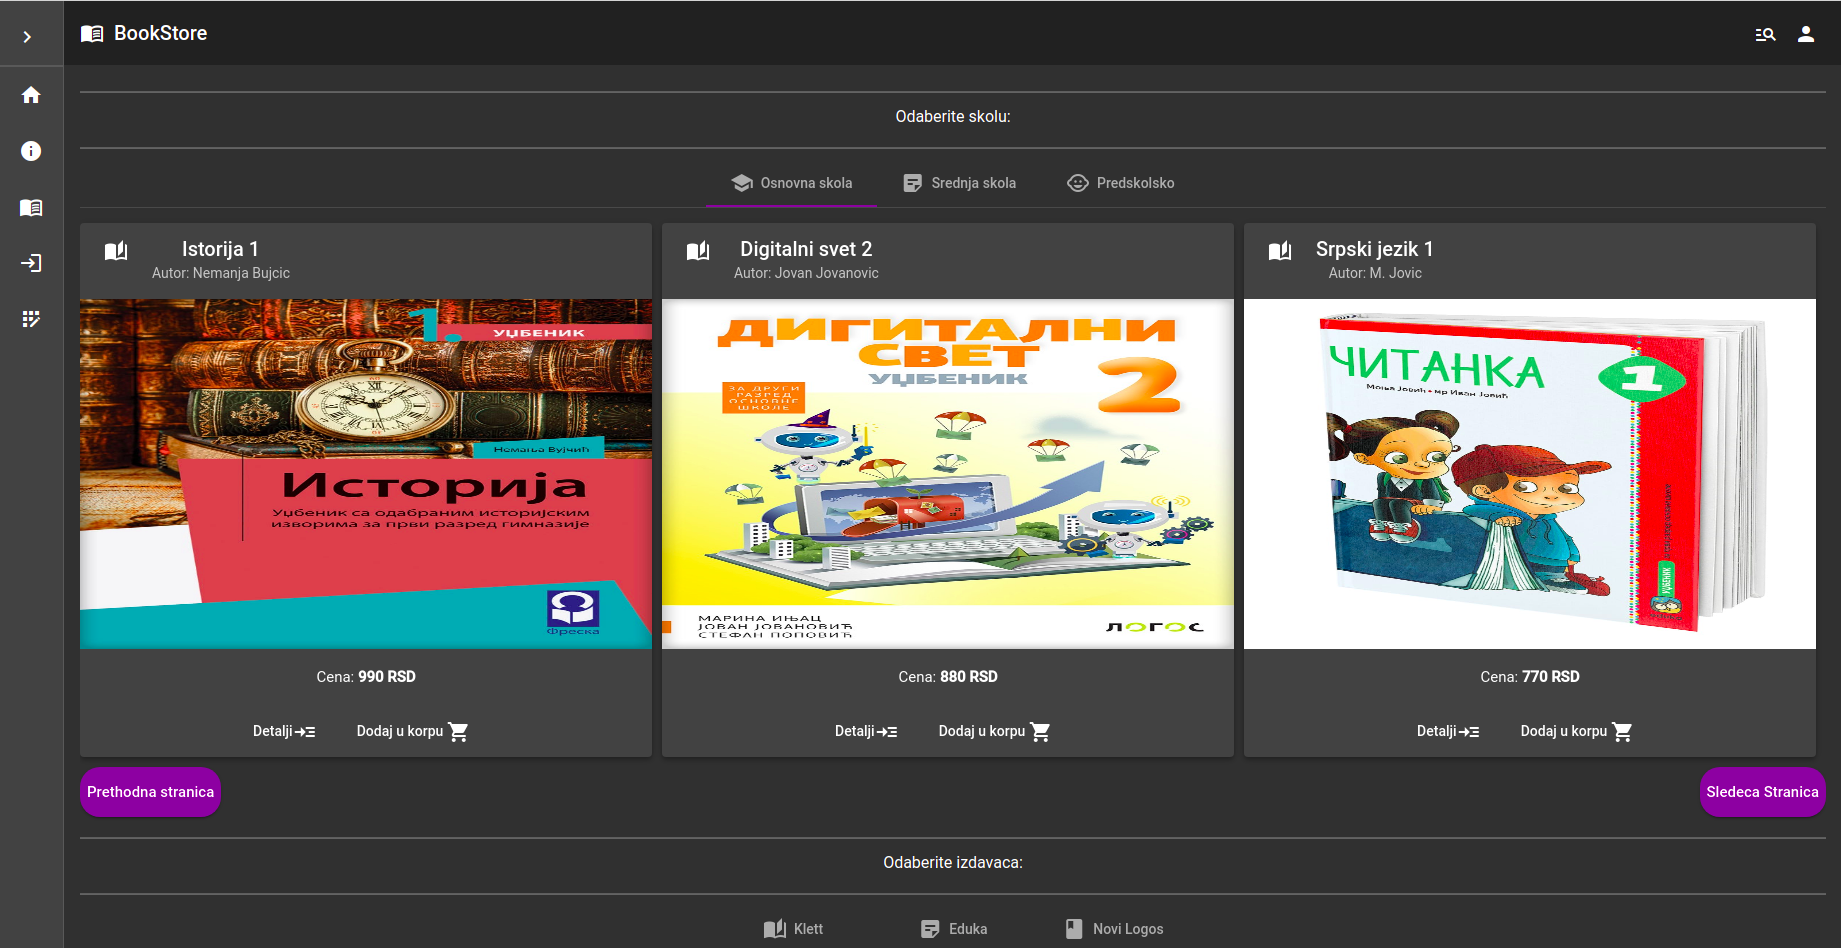 BookStore
Odaberite skolu:
Osnovna skola
Srednja skola
Predskolsko
Istorija 1
Autor: Nemanja Bujcic
Digitalni svet 2
Autor: Jovan Jovanovic
Srpski jezik 1
Autor: M. Jovic
1.
УЏБЕНИК
Немања Вујчић
Историја
Уџбеник са одабраним историјским
изворима за први разред гимназије
Фреска
ДИГИТАЛНИ
СВЕТ
УЏБЕНИК
2
ЗА ДРУГИ
РАЗРЕД
ОСНОВНЕ
ШКОЛЕ
МАРИНА ИЊАЦ
ЈОВАН ЈОВАНОВИЋ
СТЕФАН ПОПОВИЋ
ЛОГОС
ЧИТАНКА
1
Моња Јовић • мр Иван Јовић
УЏБЕНИК
Cena: 990 RSD
Cena: 880 RSD
Cena: 770 RSD
Detalji
Dodaj u korpu
Detalji
Dodaj u korpu
Detalji
Dodaj u korpu
Prethodna stranica
Sledeca Stranica
Odaberite izdavaca:
Klett
Eduka
Novi Logos